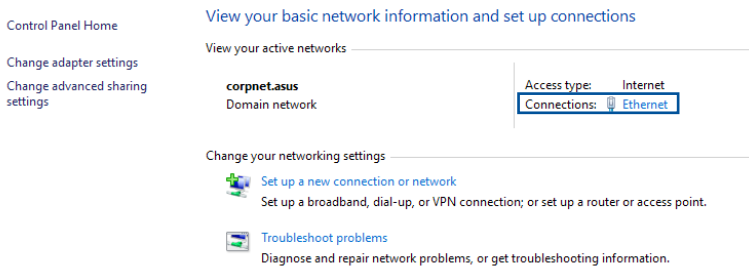 Control Panel Home
Change adapter settings
Change advanced sharing
settings
View your basic network information and set up connections
View your active networks
corpnet.asus
Domain network
Access type: Internet
Connections: Ethernet
Change your networking settings
Set up a new connection or network
Set up a broadband, dial-up, or VPN connection; or set up a router or access point.
Troubleshoot problems
Diagnose and repair network problems, or get troubleshooting information.